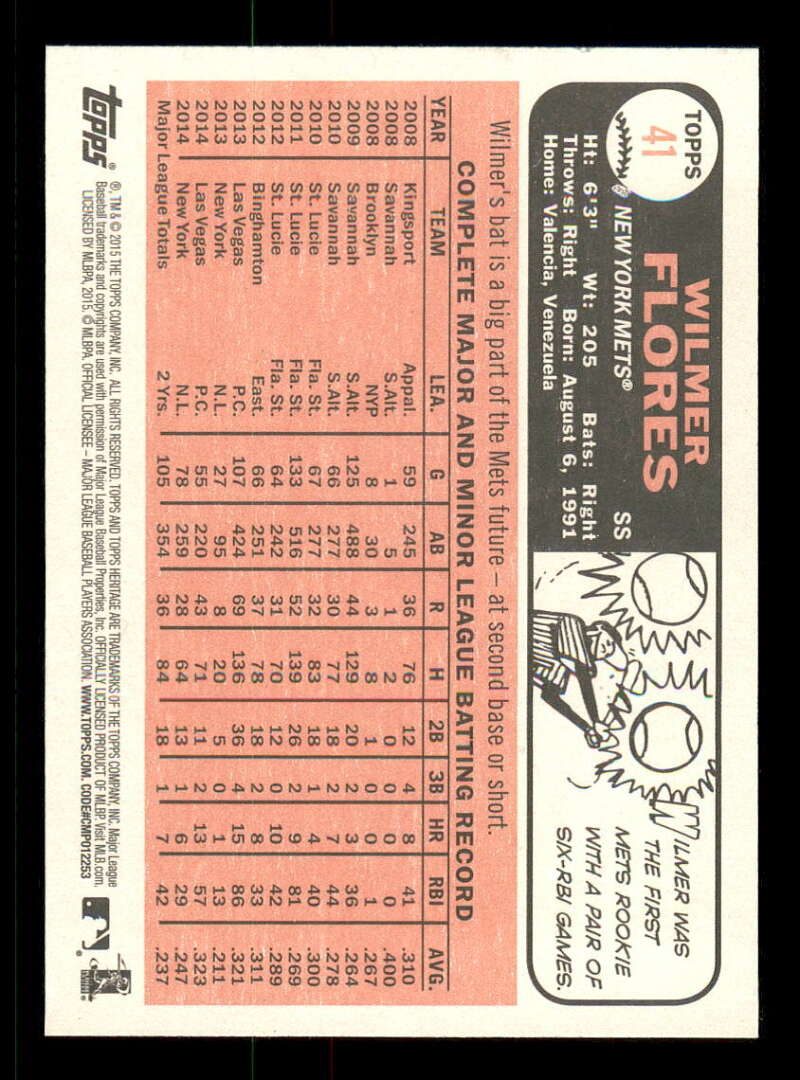 TOPPS
41
WILMER
FLORES
NEW YORK METS® SS
Ht: 6'3" Wt: 205 Bats: Right
Throws: Right Born: August 6, 1991
Home: Valencia, Venezuela
WILMER WAS
THE FIRST
METS ROOKIE
WITH A PAIR OF
SIX-RBI GAMES.
Wilmer's bat is a big part of the Mets future – at second base or short.
COMPLETE MAJOR AND MINOR LEAGUE BATTING RECORD
YEAR TEAM LEA. G AB R H 2B 3B HR RBI AVG.
2008 Kingsport Appal. 59 245 36 76 12 4 8 41 .310
2008 Savannah S.Alt. 1 5 1 2 0 0 0 0 .400
2008 Brooklyn NYP 8 30 3 8 1 0 0 1 .267
2009 Savannah S.Alt. 125 488 44 129 20 2 3 36 .264
2010 Savannah S.Alt. 66 277 30 77 18 2 7 44 .278
2010 St. Lucie Fla. St. 67 277 32 83 18 1 4 40 .300
2011 St. Lucie Fla. St. 133 516 52 139 26 2 9 81 .269
2012 St. Lucie Fla. St. 64 242 31 70 12 0 10 42 .289
2012 Binghamton East. 66 251 37 78 18 2 8 33 .311
2013 Las Vegas P.C. 107 424 69 136 36 4 15 86 .321
2013 New York N.L. 27 95 8 20 5 0 1 13 .211
2014 Las Vegas P.C. 55 220 43 71 11 2 13 57 .323
2014 New York N.L. 78 259 28 64 13 1 6 29 .247
Major League Totals 2 Yrs. 105 354 36 84 18 1 7 42 .237
topps®
®, TM & © 2015 THE TOPPS COMPANY, INC. ALL RIGHTS RESERVED. TOPPS AND TOPPS HERITAGE ARE TRADEMARKS OF THE TOPPS COMPANY, INC. Major League
Baseball trademarks and copyrights are used with permission of Major League Baseball Properties, Inc. OFFICIALLY LICENSED PRODUCT OF MLBP. Visit MLB.com.
LICENSED BY MLBPA, 2015. © MLBPA, OFFICIAL LICENSEE – MAJOR LEAGUE BASEBALL PLAYERS ASSOCIATION. WWW.TOPPS.COM. CODE#CMP012253